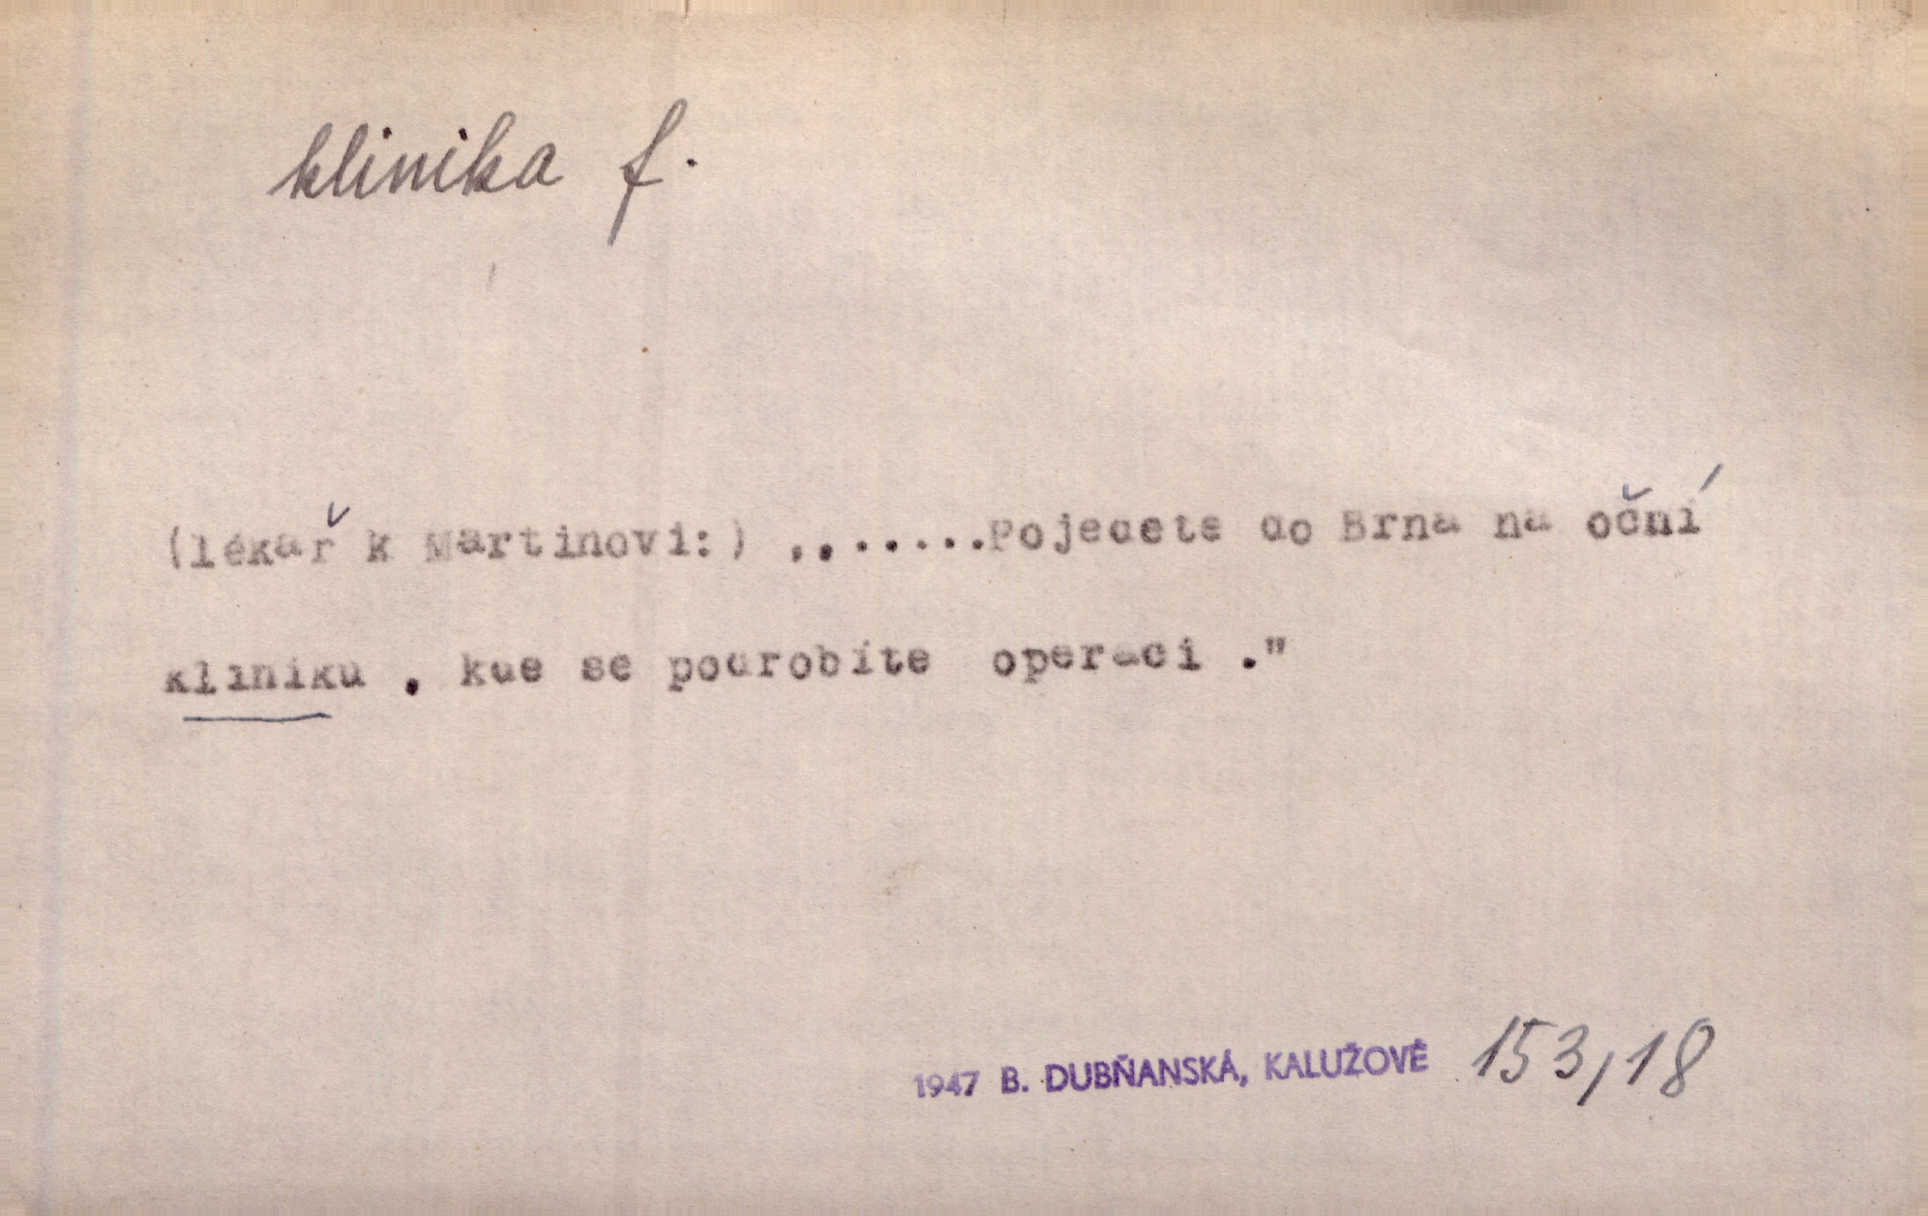 klinika f.
(lékař k Martinovi:) ........Pojedete do Brna na oční
kliniku , kde se podrobíte operaci ."
1947 B. DUBŇANSKÁ, KALUŽOVÉ 153,18